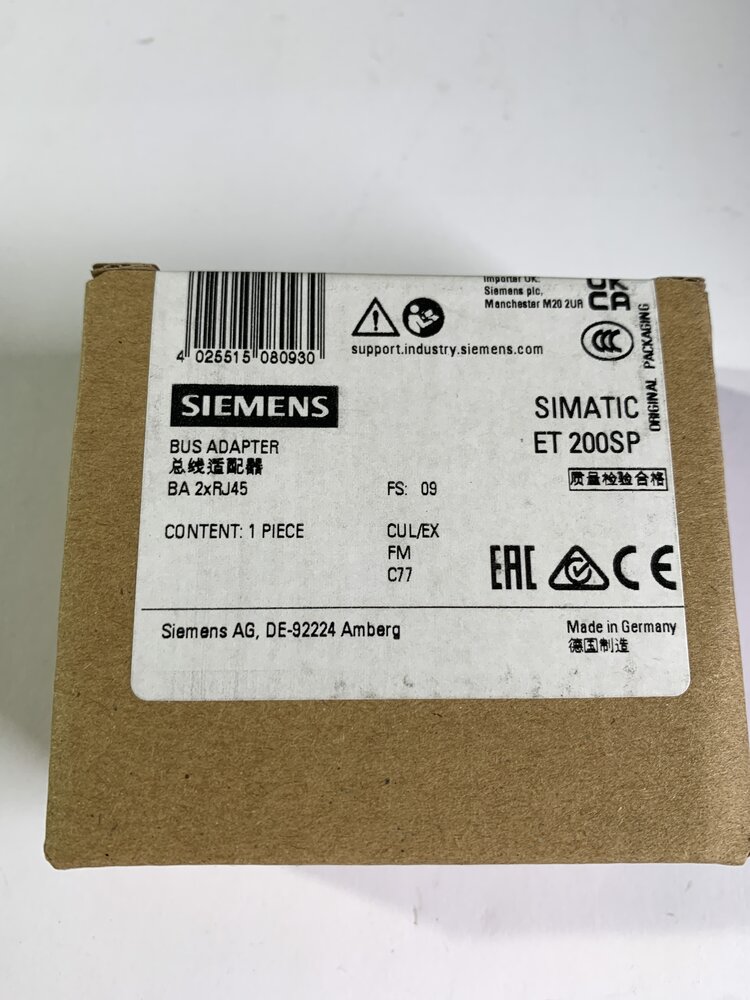 Importer UK:
Siemens plc.
Manchester M20 2UR
UK
CA
4 025515 080930
support.industry.siemens.com
CCC
ORIGINAL PACKAGING
SIEMENS
SIMATIC
ET 200SP
BUS ADAPTER
总线适配器
BA 2xRJ45
FS: 09
质量检验合格
CONTENT: 1 PIECE
CUL/EX
FM
C77
EAC
CE
Siemens AG, DE-92224 Amberg
Made in Germany
德国制造